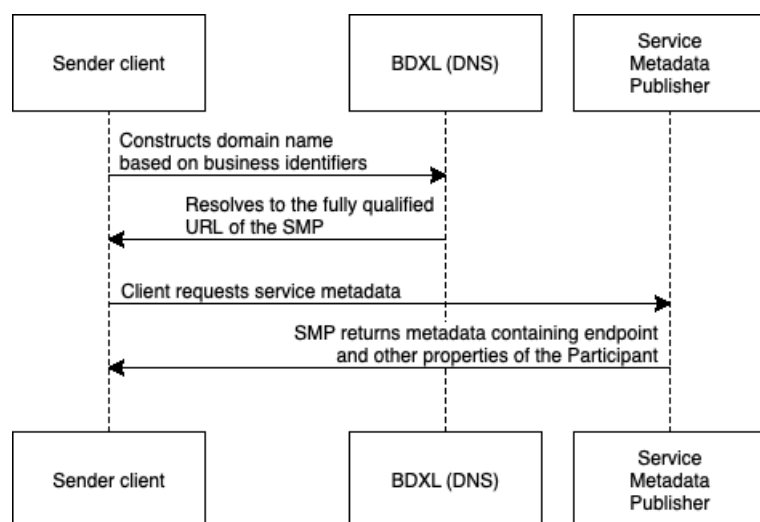 Sender client
BDXL (DNS)
Service
Metadata
Publisher
Constructs domain name
based on business identifiers
Resolves to the fully qualified
URL of the SMP
Client requests service metadata
SMP returns metadata containing endpoint
and other properties of the Participant
Sender client
BDXL (DNS)
Service
Metadata
Publisher